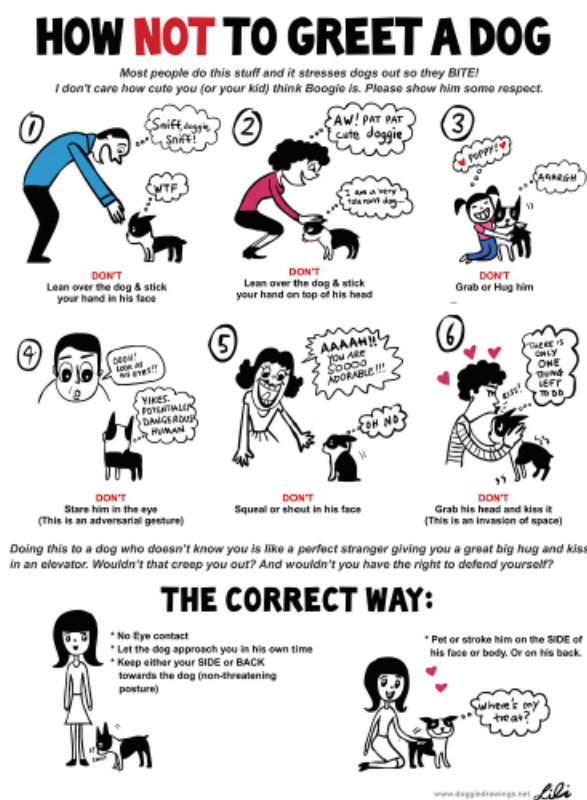 HOW NOT TO GREET A DOG
Most people do this stuff and it stresses dogs out so they BITE!
I don't care how cute you (or your kid) think Boogie is. Please show him some respect.
1
Sniff, doggie,
Sniff!
WTF
DON'T
Lean over the dog & stick
your hand in his face
2
AW! PAT PAT
cute doggie
I am a very
tolerant dog...
DON'T
Lean over the dog & stick
your hand on top of his head
3
PUPPY!
AAARGH
DON'T
Grab or Hug him
4
OOOH!
LOOK AT
HIS EYES!!
YIKES.
POTENTIALLY
DANGEROUS
HUMAN
DON'T
Stare him in the eye
(This is an adversarial gesture)
5
AAAAH!!
YOU ARE
SOOOO
ADORABLE!!!
OH NO
DON'T
Squeal or shout in his face
6
THERE IS
ONLY
ONE
THING
LEFT
TO DO
KISS!
DON'T
Grab his head and kiss it
(This is an invasion of space)
Doing this to a dog who doesn't know you is like a perfect stranger giving you a great big hug and kiss
in an elevator. Wouldn't that creep you out? And wouldn't you have the right to defend yourself?
THE CORRECT WAY:
* No Eye contact
* Let the dog approach you in his own time
* Keep either your SIDE or BACK
towards the dog (non-threatening
posture)
* Pet or stroke him on the SIDE of
his face or body. Or on his back.
Where's my
treat?
www.doggiedrawings.net Lili